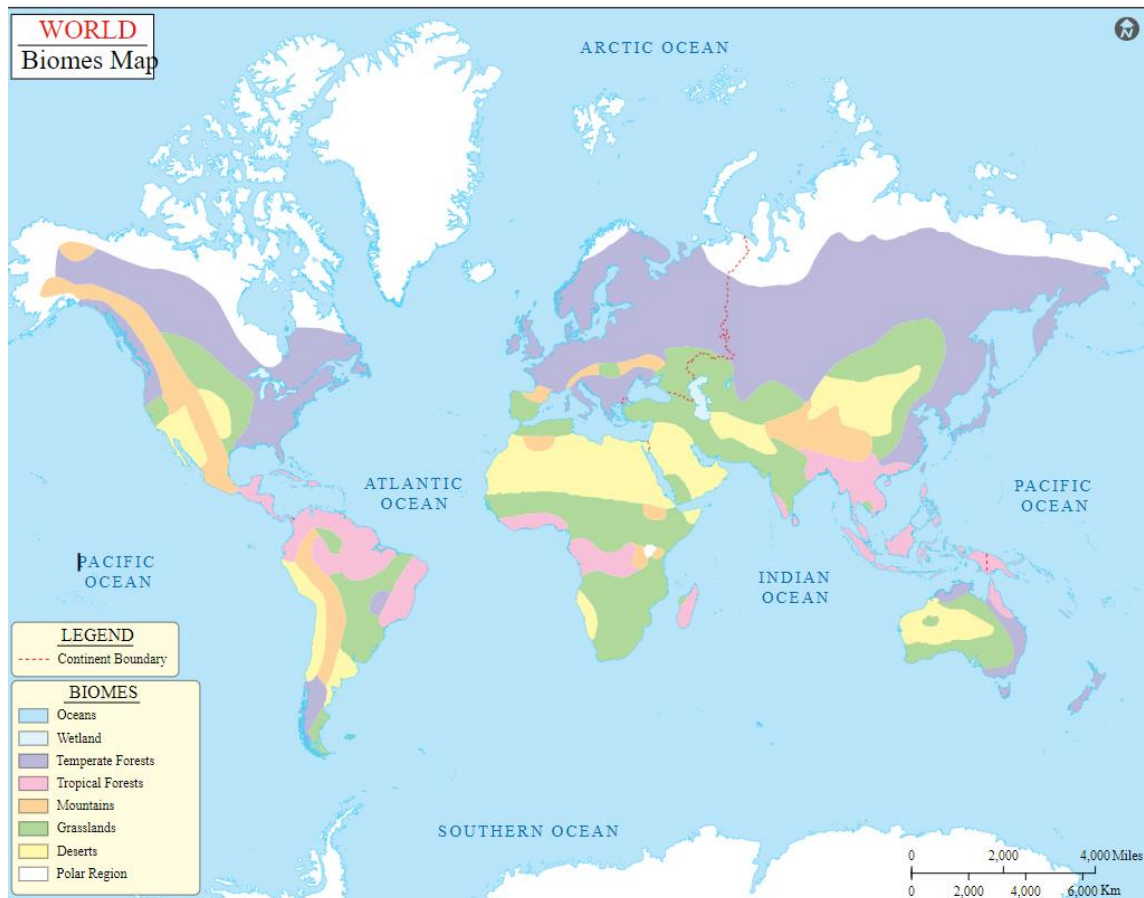 WORLD
Biomes Map
N
ARCTIC OCEAN
ATLANTIC
OCEAN
PACIFIC
OCEAN
PACIFIC
OCEAN
INDIAN
OCEAN
SOUTHERN OCEAN
LEGEND
Continent Boundary
BIOMES
Oceans
Wetland
Temperate Forests
Tropical Forests
Mountains
Grasslands
Deserts
Polar Region
0 2,000 4,000 Miles
0 2,000 4,000 6,000 Km